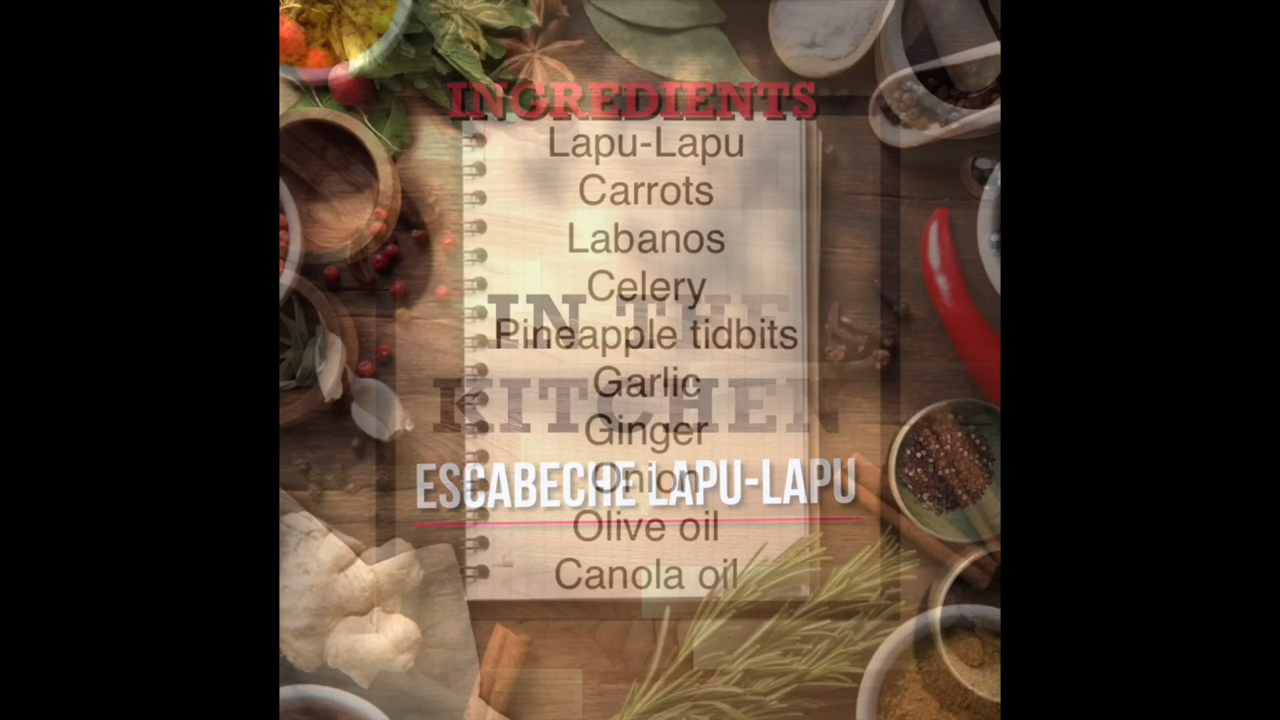 INGREDIENTS
Lapu-Lapu
Carrots
Labanos
Celery
Pineapple tidbits
Garlic
Ginger
Onion
Olive oil
Canola oil
IN THE
KITCHEN
ESCABECHE LAPU-LAPU